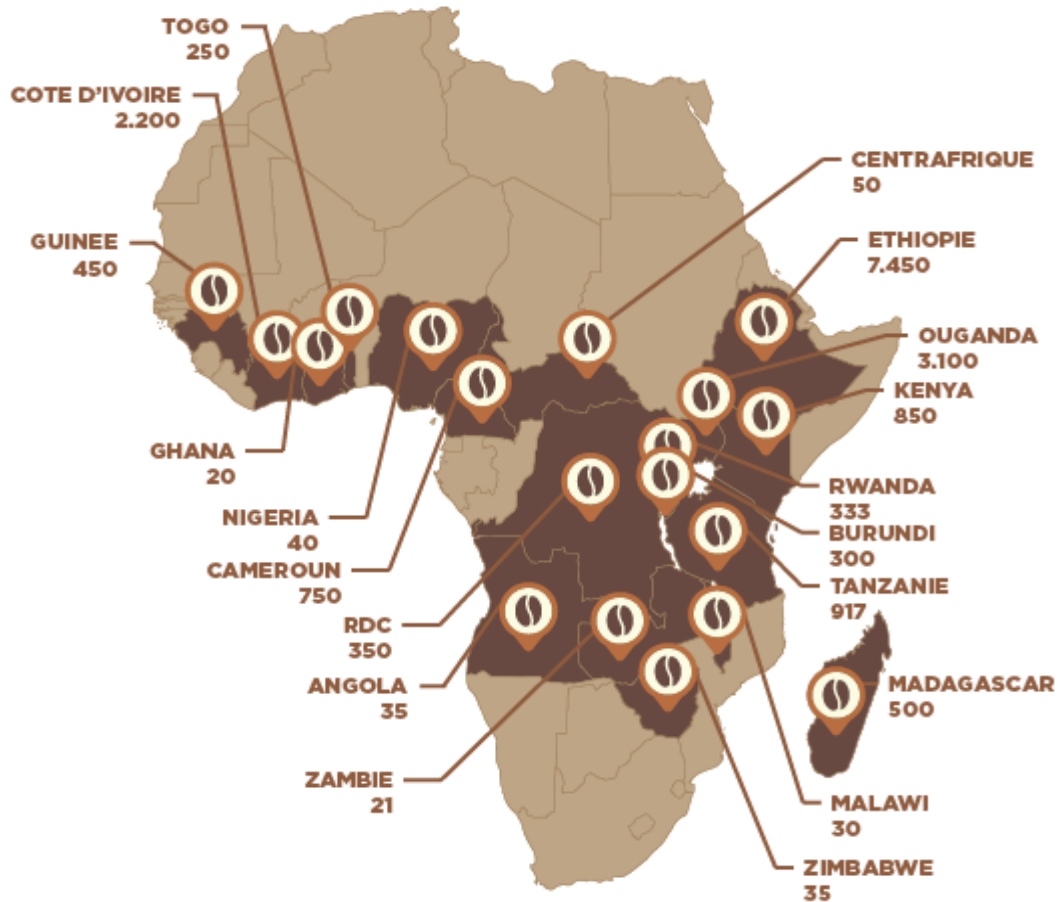 TOGO
250
COTE D'IVOIRE
2.200
GUINEE
450
GHANA
20
NIGERIA
40
CAMEROUN
750
RDC
350
ANGOLA
35
ZAMBIE
21
CENTRAFRIQUE
50
ETHIOPIE
7.450
OUGANDA
3.100
KENYA
850
RWANDA
333
BURUNDI
300
TANZANIE
917
MADAGASCAR
500
MALAWI
30
ZIMBABWE
35